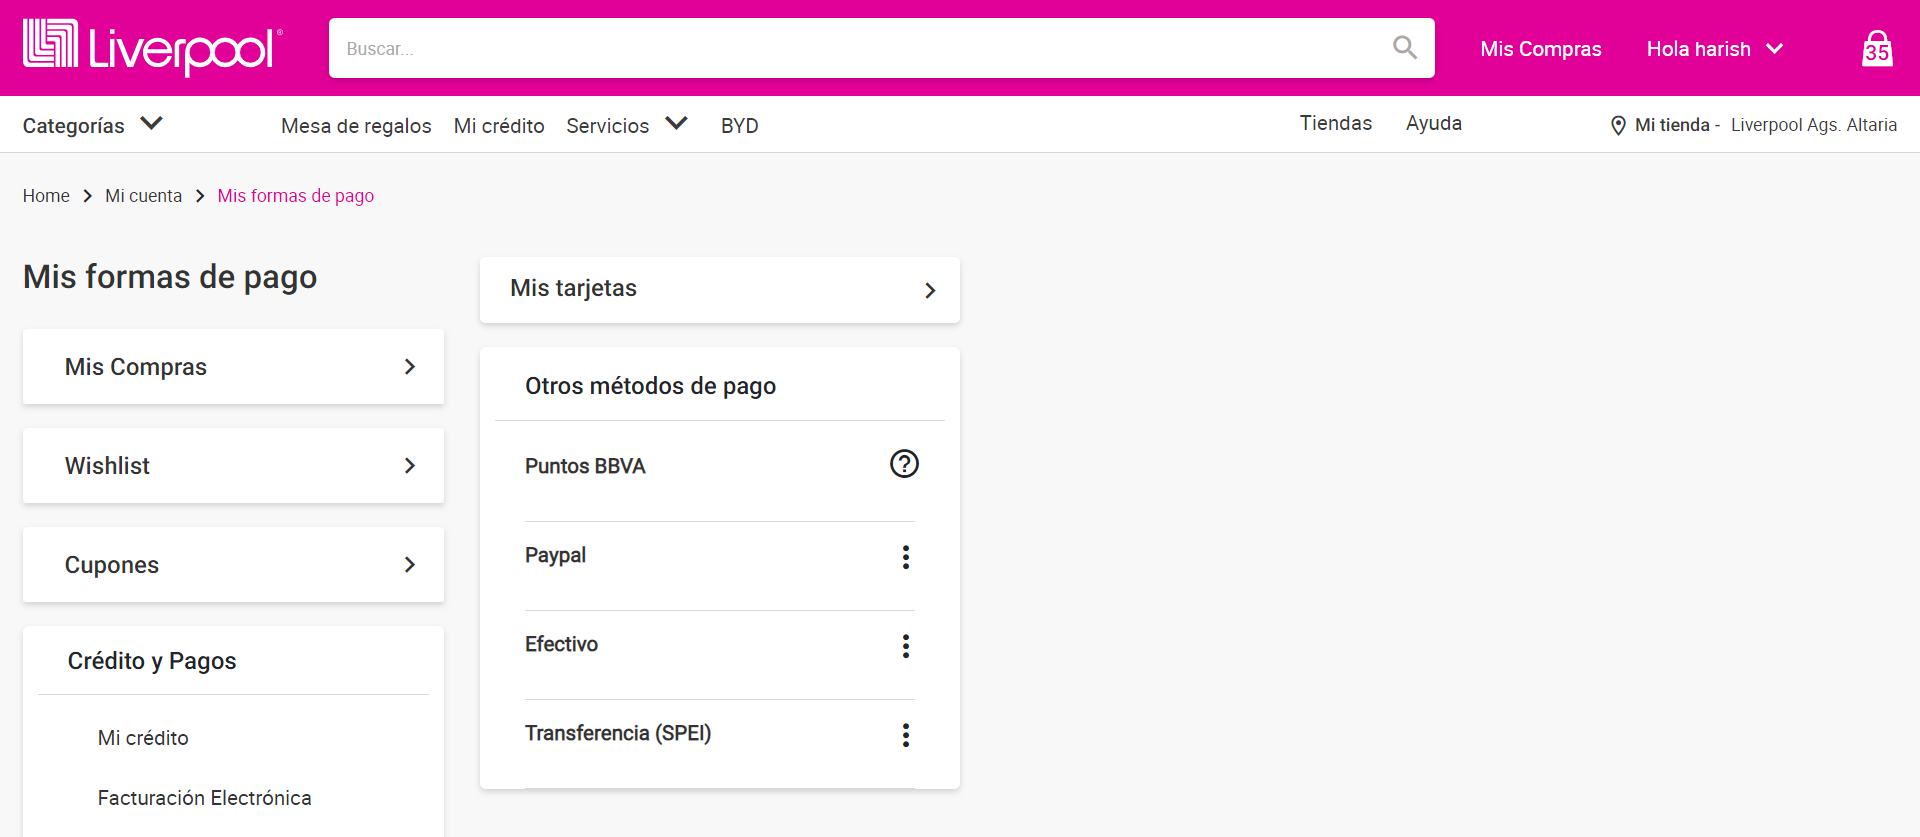 Liverpool®
Buscar...
Mis Compras
Hola harish
35
Categorías
Mesa de regalos
Mi crédito
Servicios
BYD
Tiendas
Ayuda
Mi tienda - Liverpool Ags. Altaria
Home > Mi cuenta > Mis formas de pago
Mis formas de pago
Mis Compras
Wishlist
Cupones
Crédito y Pagos
Mi crédito
Facturación Electrónica
Mis tarjetas
Otros métodos de pago
Puntos BBVA
Paypal
Efectivo
Transferencia (SPEI)